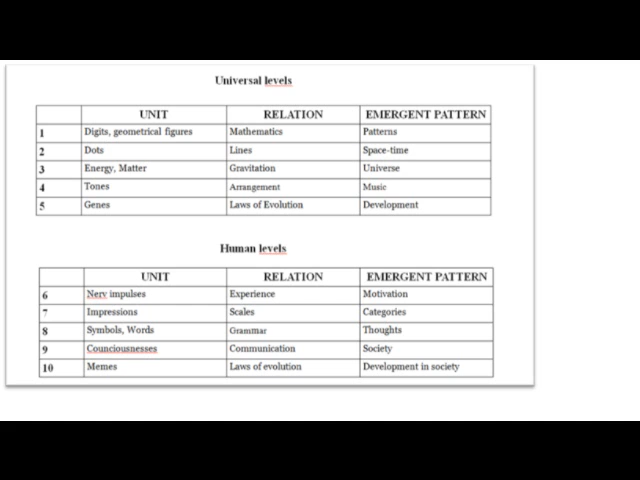 Universal levels
UNIT RELATION EMERGENT PATTERN
1 Digits, geometrical figures Mathematics Patterns
2 Dots Lines Space-time
3 Energy, Matter Gravitation Universe
4 Tones Arrangement Music
5 Genes Laws of Evolution Development
Human levels
UNIT RELATION EMERGENT PATTERN
6 Nerv impulses Experience Motivation
7 Impressions Scales Categories
8 Symbols, Words Grammar Thoughts
9 Counciousnesses Communication Society
10 Memes Laws of evolution Development in society